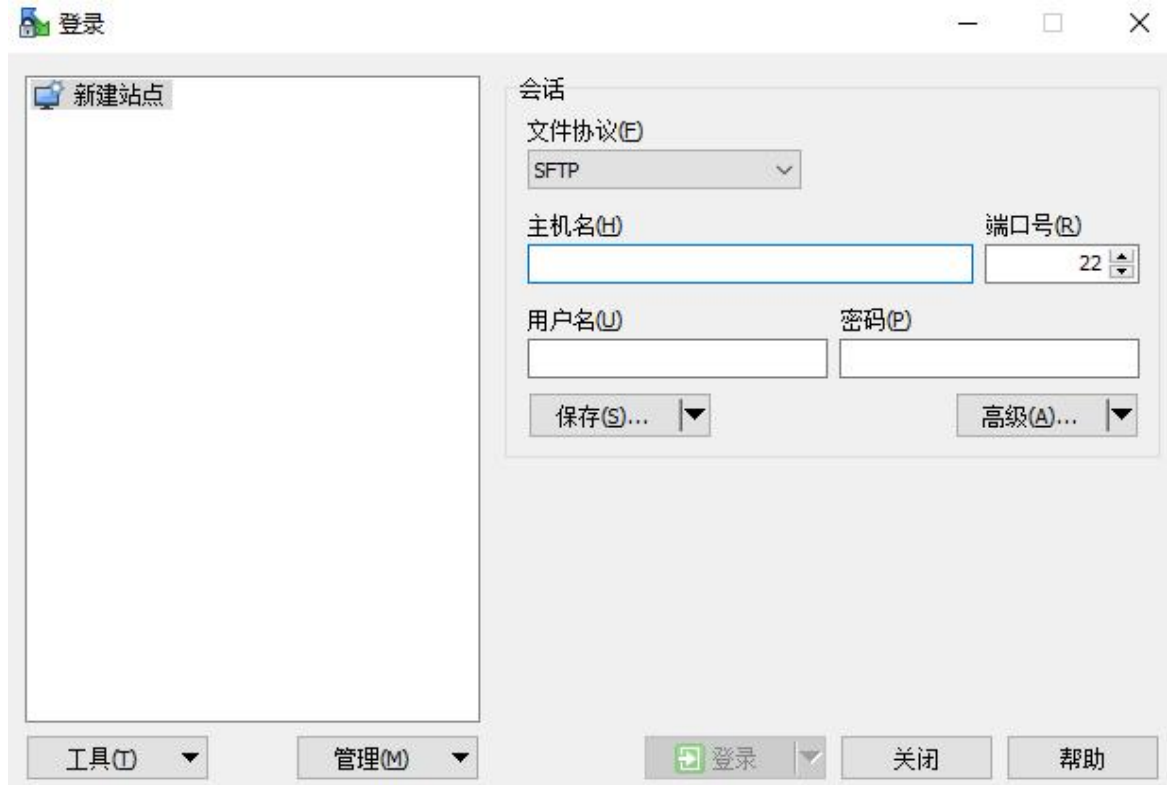 登录
新建站点
会话
文件协议(F)
SFTP
主机名(H)
端口号(R)
22
用户名(U)
密码(P)
保存(S)...
高级(A)...
工具(T)
管理(M)
登录
关闭
帮助